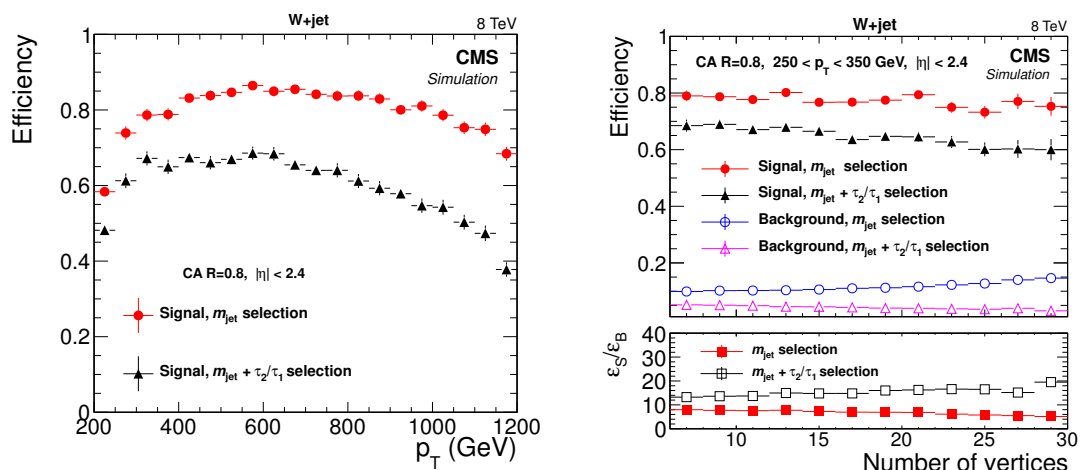 W+jet
8 TeV
CMS
Simulation
Efficiency
1
0.8
0.6
0.4
0.2
0
CA R=0.8, |η| < 2.4
Signal, m_jet selection
Signal, m_jet + τ₂/τ₁ selection
200 400 600 800 1000 1200
p_T (GeV)
W+jet
8 TeV
CA R=0.8, 250 < p_T < 350 GeV, |η| < 2.4
CMS
Simulation
Efficiency
1
0.8
0.6
0.4
0.2
Signal, m_jet selection
Signal, m_jet + τ₂/τ₁ selection
Background, m_jet selection
Background, m_jet + τ₂/τ₁ selection
ε_S/ε_B
40
30
20
10
0
m_jet selection
m_jet + τ₂/τ₁ selection
10 15 20 25 30
Number of vertices